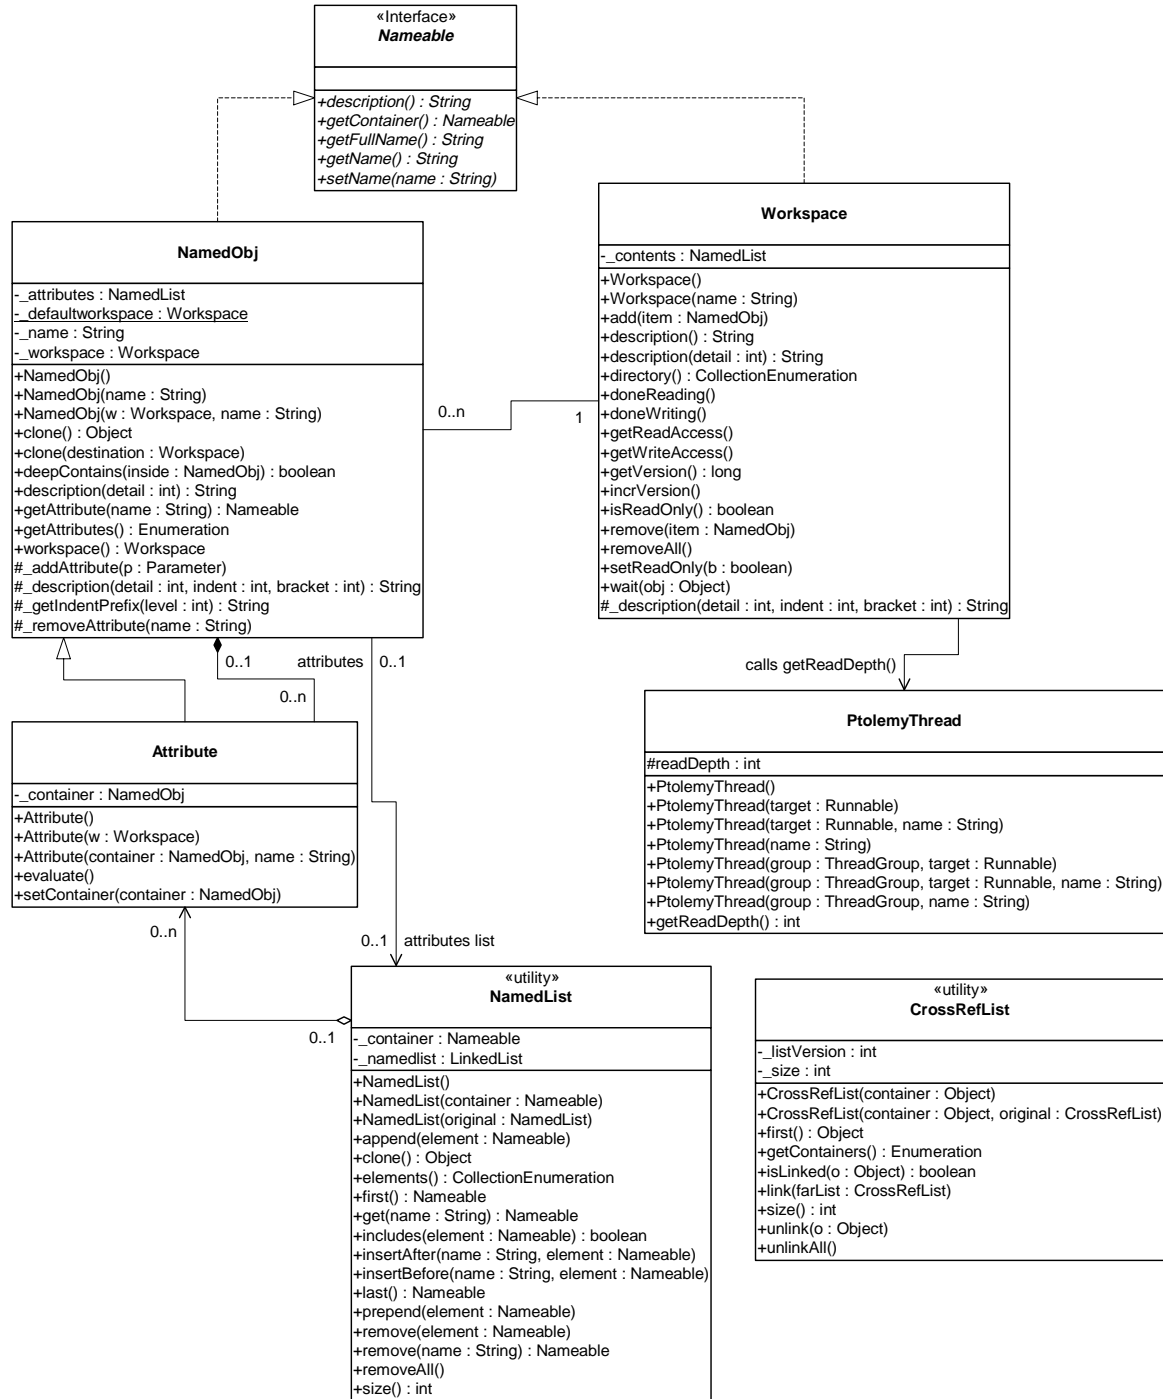 «Interface»
Nameable
+description() : String
+getContainer() : Nameable
+getFullName() : String
+getName() : String
+setName(name : String)
NamedObj
-_attributes : NamedList
-_defaultworkspace : Workspace
-_name : String
-_workspace : Workspace
+NamedObj()
+NamedObj(name : String)
+NamedObj(w : Workspace, name : String)
+clone() : Object
+clone(destination : Workspace)
+deepContains(inside : NamedObj) : boolean
+description(detail : int) : String
+getAttribute(name : String) : Nameable
+getAttributes() : Enumeration
+workspace() : Workspace
#_addAttribute(p : Parameter)
#_description(detail : int, indent : int, bracket : int) : String
#_getIndentPrefix(level : int) : String
#_removeAttribute(name : String)
0..n
1
Workspace
-_contents : NamedList
+Workspace()
+Workspace(name : String)
+add(item : NamedObj)
+description() : String
+description(detail : int) : String
+directory() : CollectionEnumeration
+doneReading()
+doneWriting()
+getReadAccess()
+getWriteAccess()
+getVersion() : long
+incrVersion()
+isReadOnly() : boolean
+remove(item : NamedObj)
+removeAll()
+setReadOnly(b : boolean)
+wait(obj : Object)
#_description(detail : int, indent : int, bracket : int) : String
0..1
attributes
0..1
0..n
calls getReadDepth()
Attribute
-_container : NamedObj
+Attribute()
+Attribute(w : Workspace)
+Attribute(container : NamedObj, name : String)
+evaluate()
+setContainer(container : NamedObj)
PtolemyThread
#readDepth : int
+PtolemyThread()
+PtolemyThread(target : Runnable)
+PtolemyThread(target : Runnable, name : String)
+PtolemyThread(name : String)
+PtolemyThread(group : ThreadGroup, target : Runnable)
+PtolemyThread(group : ThreadGroup, target : Runnable, name : String)
+PtolemyThread(group : ThreadGroup, name : String)
+getReadDepth() : int
0..n
0..1 attributes list
0..1
«utility»
NamedList
-_container : Nameable
-_namedlist : LinkedList
+NamedList()
+NamedList(container : Nameable)
+NamedList(original : NamedList)
+append(element : Nameable)
+clone() : Object
+elements() : CollectionEnumeration
+first() : Nameable
+get(name : String) : Nameable
+includes(element : Nameable) : boolean
+insertAfter(name : String, element : Nameable)
+insertBefore(name : String, element : Nameable)
+last() : Nameable
+prepend(element : Nameable)
+remove(element : Nameable)
+remove(name : String) : Nameable
+removeAll()
+size() : int
«utility»
CrossRefList
-_listVersion : int
-_size : int
+CrossRefList(container : Object)
+CrossRefList(container : Object, original : CrossRefList)
+first() : Object
+getContainers() : Enumeration
+isLinked(o : Object) : boolean
+link(farList : CrossRefList)
+size() : int
+unlink(o : Object)
+unlinkAll()